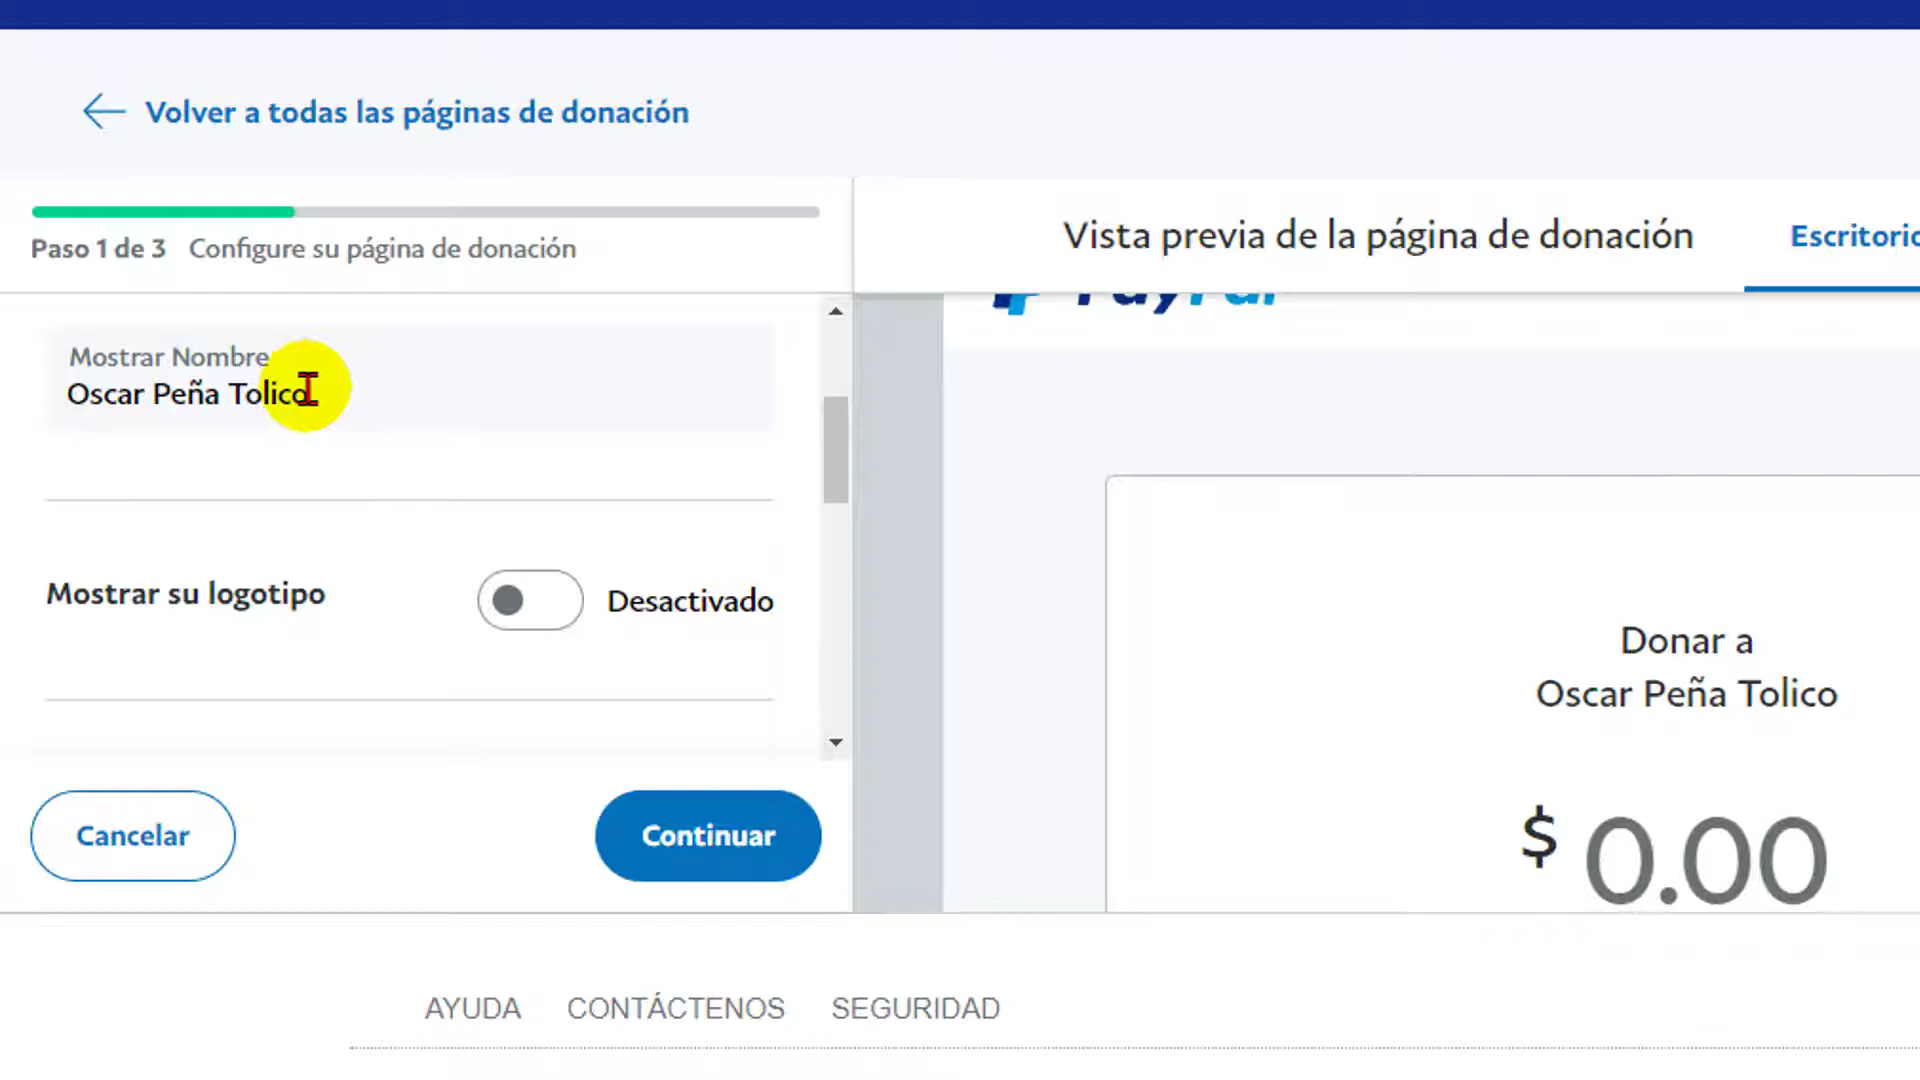 Volver a todas las páginas de donación
Paso 1 de 3 Configure su página de donación
Vista previa de la página de donación
PayPal
Mostrar Nombre
Oscar Peña Tolico
Mostrar su logotipo
Desactivado
Donar a
Oscar Peña Tolico
$ 0.00
Cancelar
Continuar
AYUDA CONTÁCTENOS SEGURIDAD